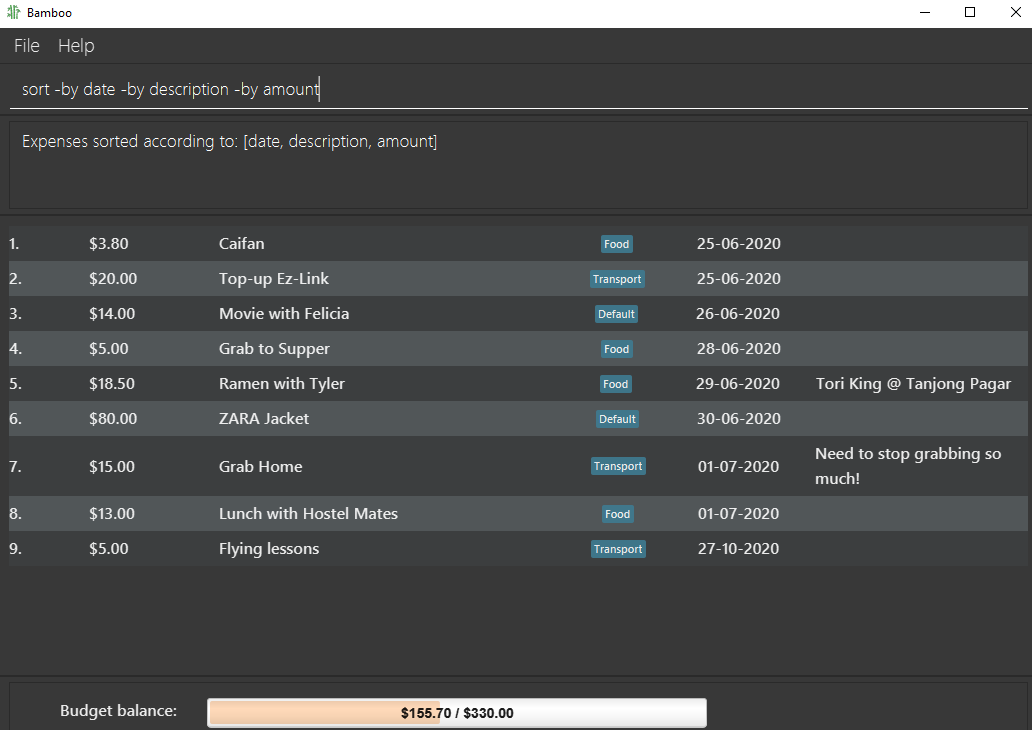 Bamboo
File Help
sort -by date -by description -by amount
Expenses sorted according to: [date, description, amount]
1. $3.80 Caifan Food 25-06-2020
2. $20.00 Top-up Ez-Link Transport 25-06-2020
3. $14.00 Movie with Felicia Default 26-06-2020
4. $5.00 Grab to Supper Food 28-06-2020
5. $18.50 Ramen with Tyler Food 29-06-2020 Tori King @ Tanjong Pagar
6. $80.00 ZARA Jacket Default 30-06-2020
7. $15.00 Grab Home Transport 01-07-2020 Need to stop grabbing so
much!
8. $13.00 Lunch with Hostel Mates Food 01-07-2020
9. $5.00 Flying lessons Transport 27-10-2020
Budget balance: $155.70 / $330.00